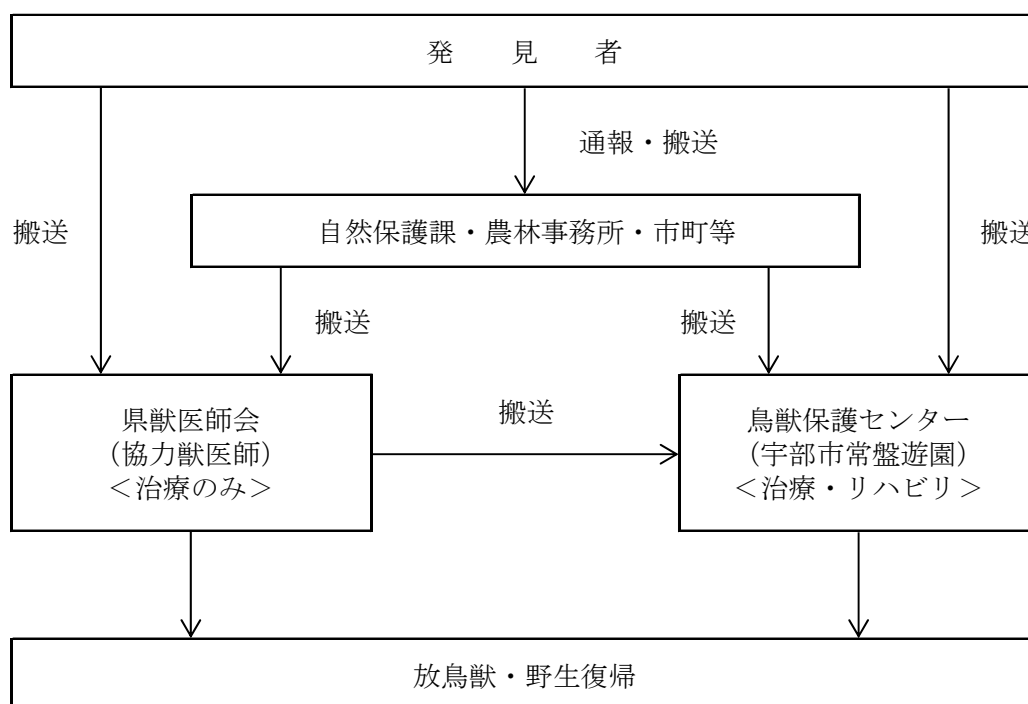 発見者
通報・搬送
搬送
自然保護課・農林事務所・市町等
搬送
搬送
搬送
県獣医師会
（協力獣医師）
＜治療のみ＞
搬送
鳥獣保護センター
（宇部市常盤遊園）
＜治療・リハビリ＞
放鳥獣・野生復帰